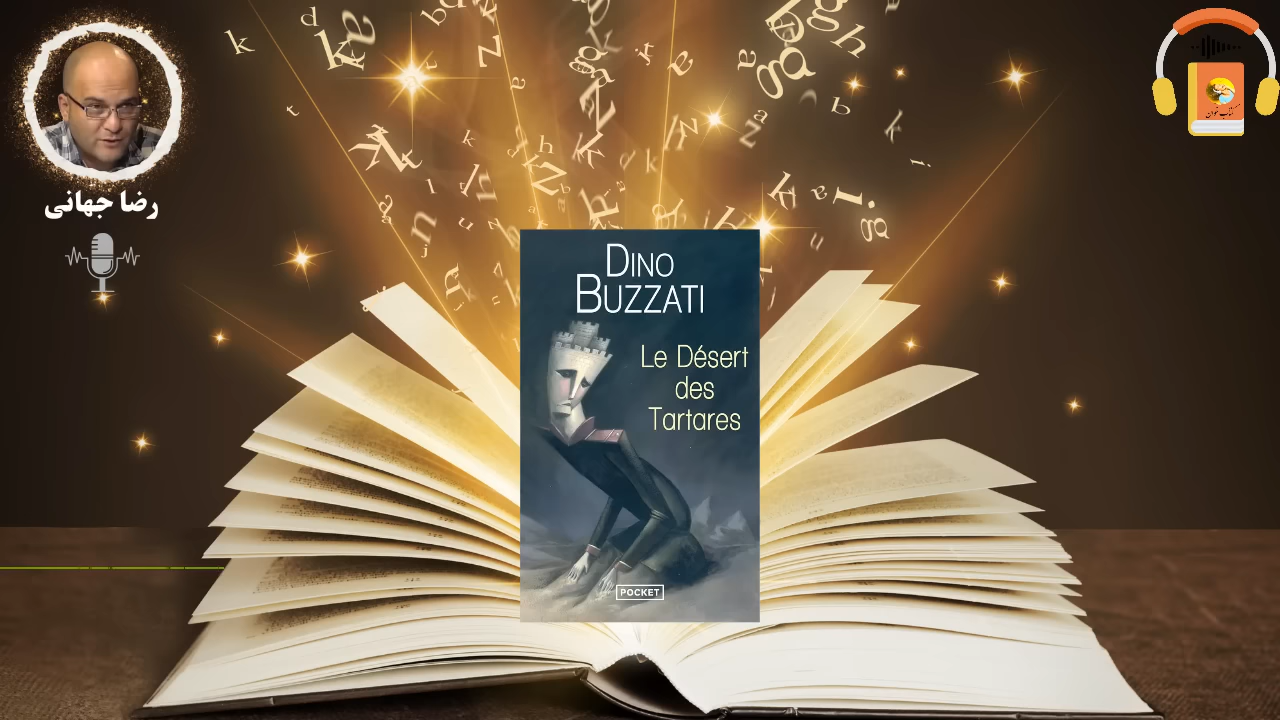 رضا جهانی
DINO
BUZZATI
Le Désert
des
Tartares
POCKET